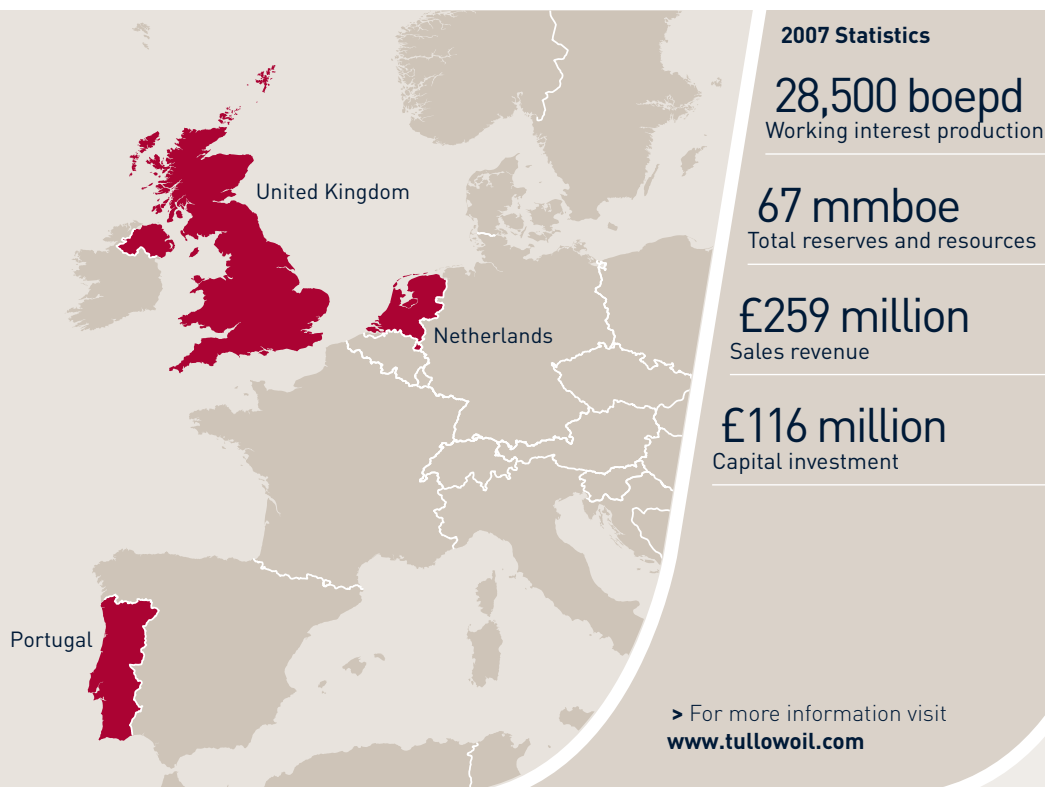 United Kingdom
Netherlands
Portugal
2007 Statistics
28,500 boepd
Working interest production
67 mmboe
Total reserves and resources
£259 million
Sales revenue
£116 million
Capital investment
> For more information visit
www.tullowoil.com